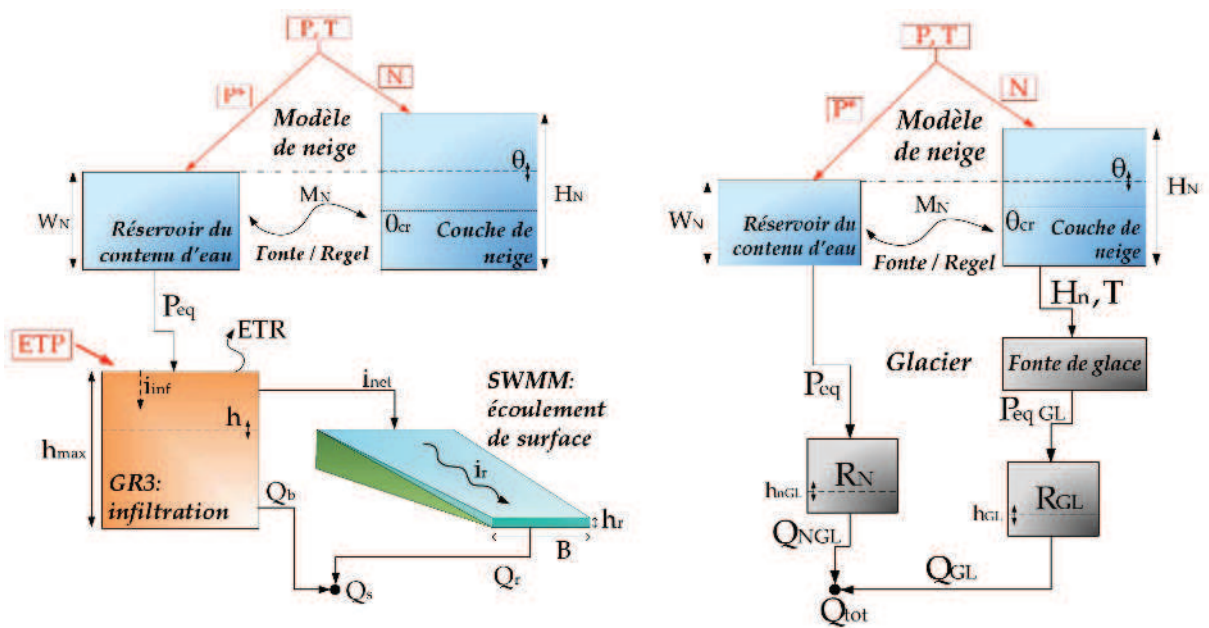 P, T
P*
N
Modèle
de neige
θ
HN
WN
MN
θcr
Réservoir du
contenu d'eau
Fonte / Regel
Couche de
neige
Peq
ETR
ETP
iinf
inet
h
hmax
GR3:
infiltration
SWMM:
écoulement
de surface
ir
Qb
hr
B
Qr
Qs
P, T
P*
N
Modèle
de neige
θ
HN
WN
MN
θcr
Réservoir du
contenu d'eau
Fonte / Regel
Couche de
neige
Hn, T
Glacier
Fonte de glace
Peq
Peq GL
RN
hnGL
RGL
hGL
QNGL
QGL
Qtot